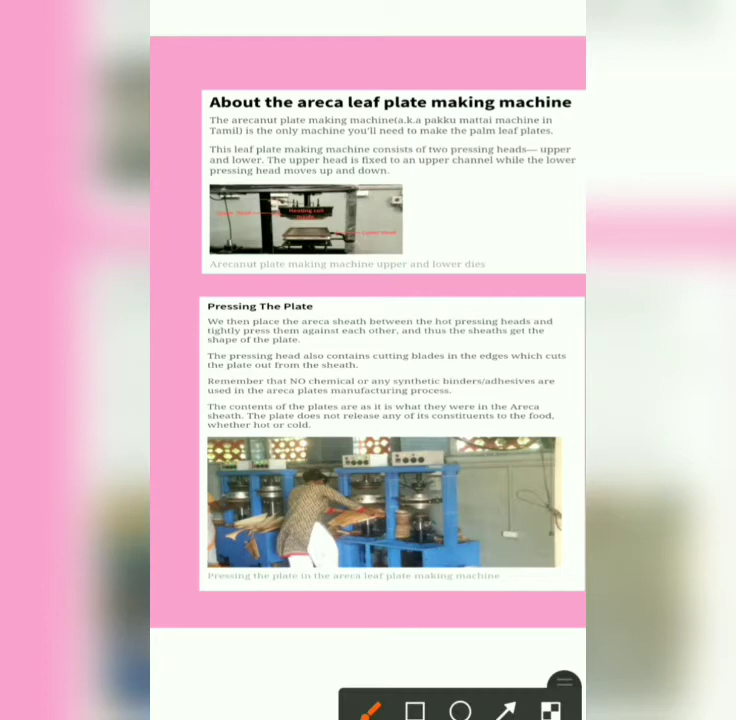 About the areca leaf plate making machine
The arecanut plate making machine(a.k.a pakku mattai machine in
Tamil) is the only machine you'll need to make the palm leaf plates.
This leaf plate making machine consists of two pressing heads— upper
and lower. The upper head is fixed to an upper channel while the lower
pressing head moves up and down.
Heating coil
Lower Head
Arecanut plate making machine upper and lower dies
Pressing The Plate
We then place the areca sheath between the hot pressing heads and
tightly press them against each other, and thus the sheaths get the
shape of the plate.
The pressing head also contains cutting blades in the edges which cuts
the plate out from the sheath.
Remember that NO chemical or any synthetic binders/adhesives are
used in the areca plates manufacturing process.
The contents of the plates are as it is what they were in the Areca
sheath. The plate does not release any of its constituents to the food,
whether hot or cold.
Pressing the plate in the areca leaf plate making machine